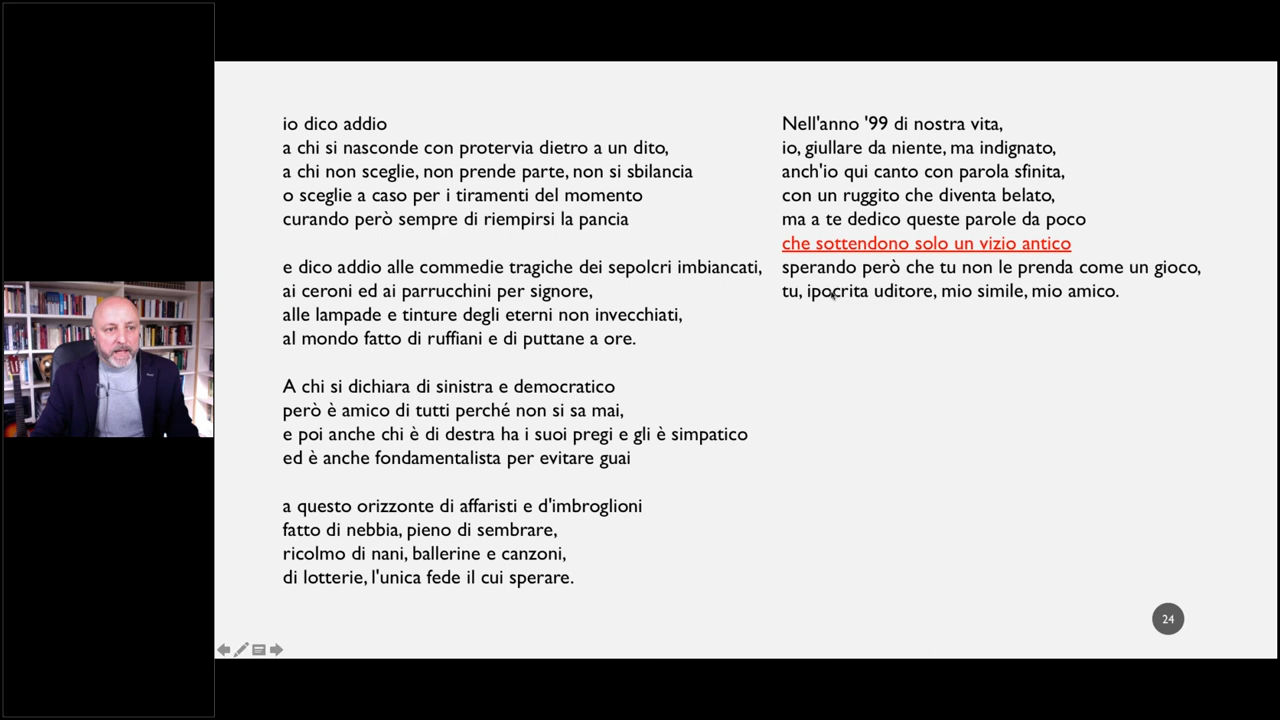 io dico addio
a chi si nasconde con protervia dietro a un dito,
a chi non sceglie, non prende parte, non si sbilancia
o sceglie a caso per i tiramenti del momento
curando però sempre di riempirsi la pancia
e dico addio alle commedie tragiche dei sepolcri imbiancati,
ai ceroni ed ai parrucchini per signore,
alle lampade e tinture degli eterni non invecchiati,
al mondo fatto di ruffiani e di puttane a ore.
A chi si dichiara di sinistra e democratico
però è amico di tutti perché non si sa mai,
e poi anche chi è di destra ha i suoi pregi e gli è simpatico
ed è anche fondamentalista per evitare guai
a questo orizzonte di affaristi e d'imbroglioni
fatto di nebbia, pieno di sembrare,
ricolmo di nani, ballerine e canzoni,
di lotterie, l'unica fede il cui sperare.
Nell'anno '99 di nostra vita,
io, giullare da niente, ma indignato,
anch'io qui canto con parola sfinita,
con un ruggito che diventa belato,
ma a te dedico queste parole da poco
che sottendono solo un vizio antico
sperando però che tu non le prenda come un gioco,
tu, ipocrita uditore, mio simile, mio amico.
24